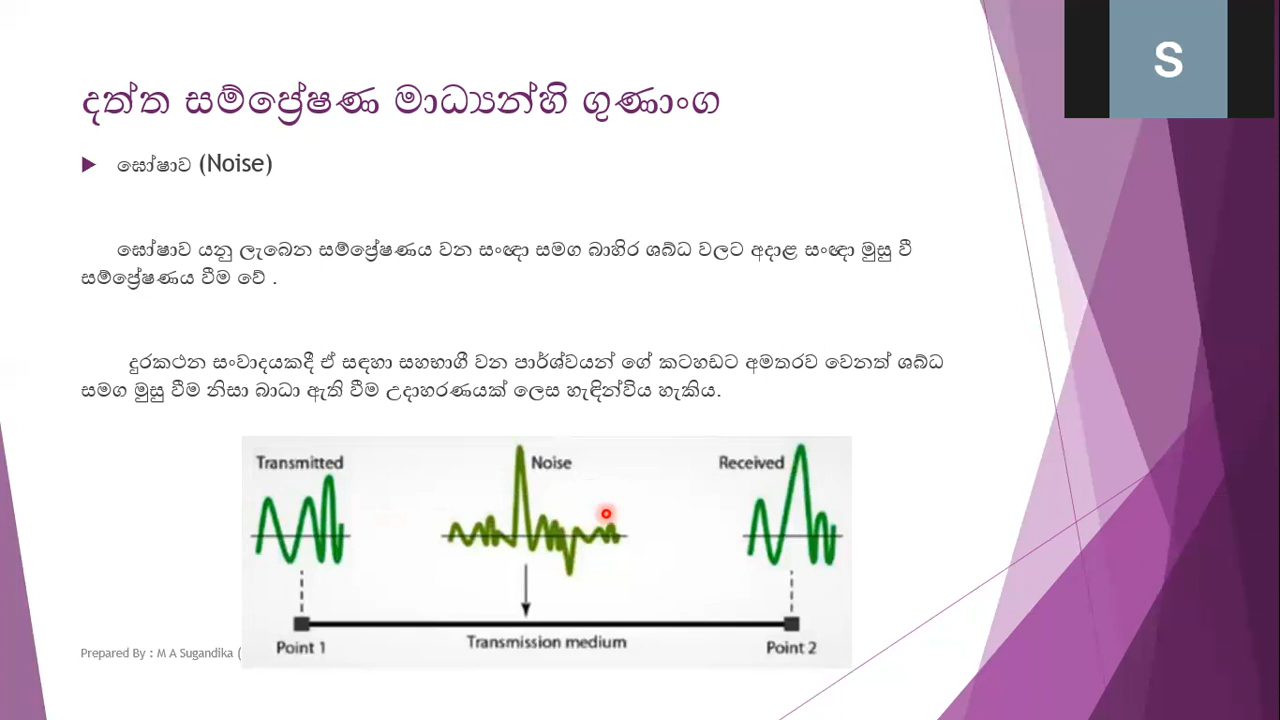 S
දත්ත සම්ප්‍රේෂණ මාධ්‍යන්හි ගුණාංග
ඝෝෂාව (Noise)
ඝෝෂාව යනු ලැබෙන සම්ප්‍රේෂණය වන සංඥා සමග බාහිර ශබ්ධ වලට අදාළ සංඥා මුසු වී
සම්ප්‍රේෂණය වීම වේ .
දුරකථන සංවාදයකදී ඒ සඳහා සහභාගී වන පාර්ශ්වයන් ගේ කටහඩට අමතරව වෙනත් ශබ්ධ
සමග මුසු වීම නිසා බාධා ඇති වීම උදාහරණයක් ලෙස හැඳින්විය හැකිය.
Transmitted Noise Received
Transmission medium
Point 1 Point 2
Prepared By : M A Sugandika (